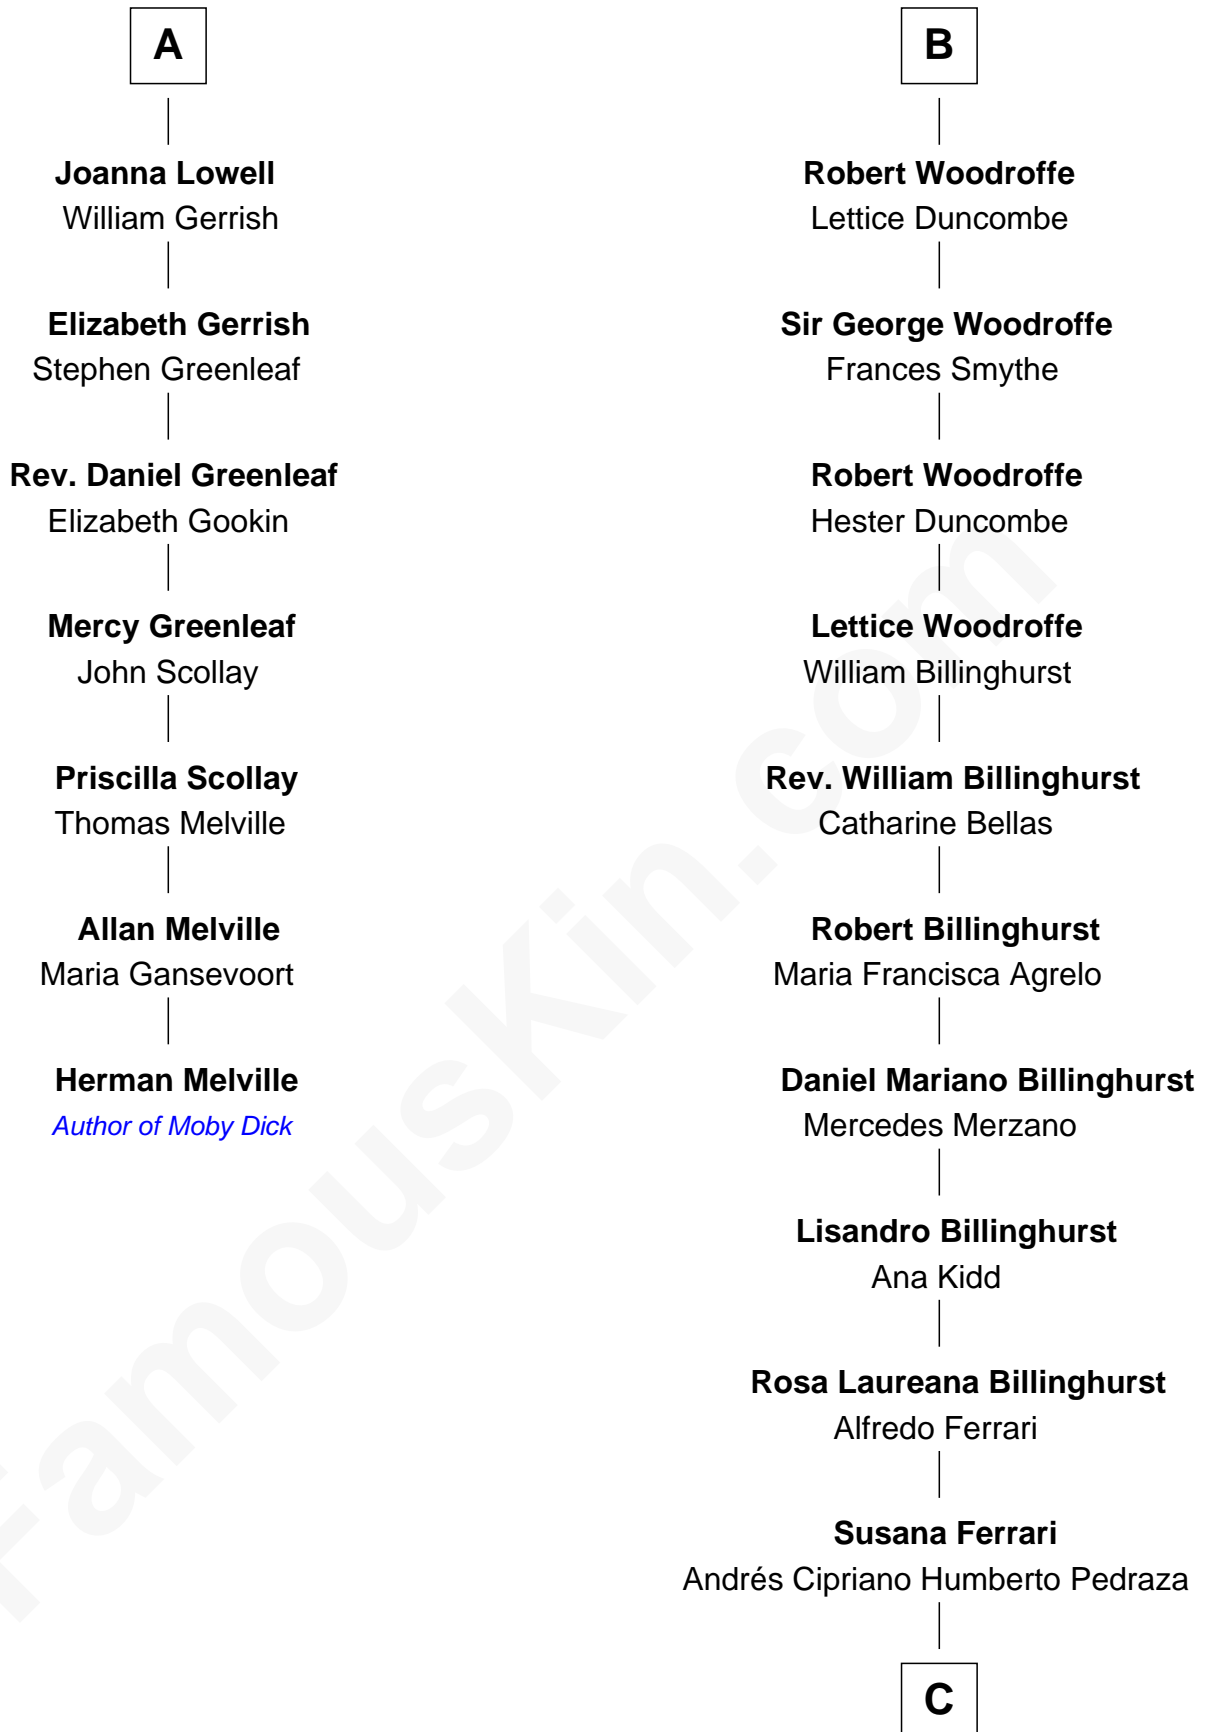 A
Joanna Lowell
William Gerrish
Elizabeth Gerrish
Stephen Greenleaf
Rev. Daniel Greenleaf
Elizabeth Gookin
Mercy Greenleaf
John Scollay
Priscilla Scollay
Thomas Melville
Allan Melville
Maria Gansevoort
Herman Melville
Author of Moby Dick
B
Robert Woodroffe
Lettice Duncombe
Sir George Woodroffe
Frances Smythe
Robert Woodroffe
Hester Duncombe
Lettice Woodroffe
William Billinghurst
Rev. William Billinghurst
Catharine Bellas
Robert Billinghurst
Maria Francisca Agrelo
Daniel Mariano Billinghurst
Mercedes Merzano
Lisandro Billinghurst
Ana Kidd
Rosa Laureana Billinghurst
Alfredo Ferrari
Susana Ferrari
Andrés Cipriano Humberto Pedraza
C
FamousKin.com